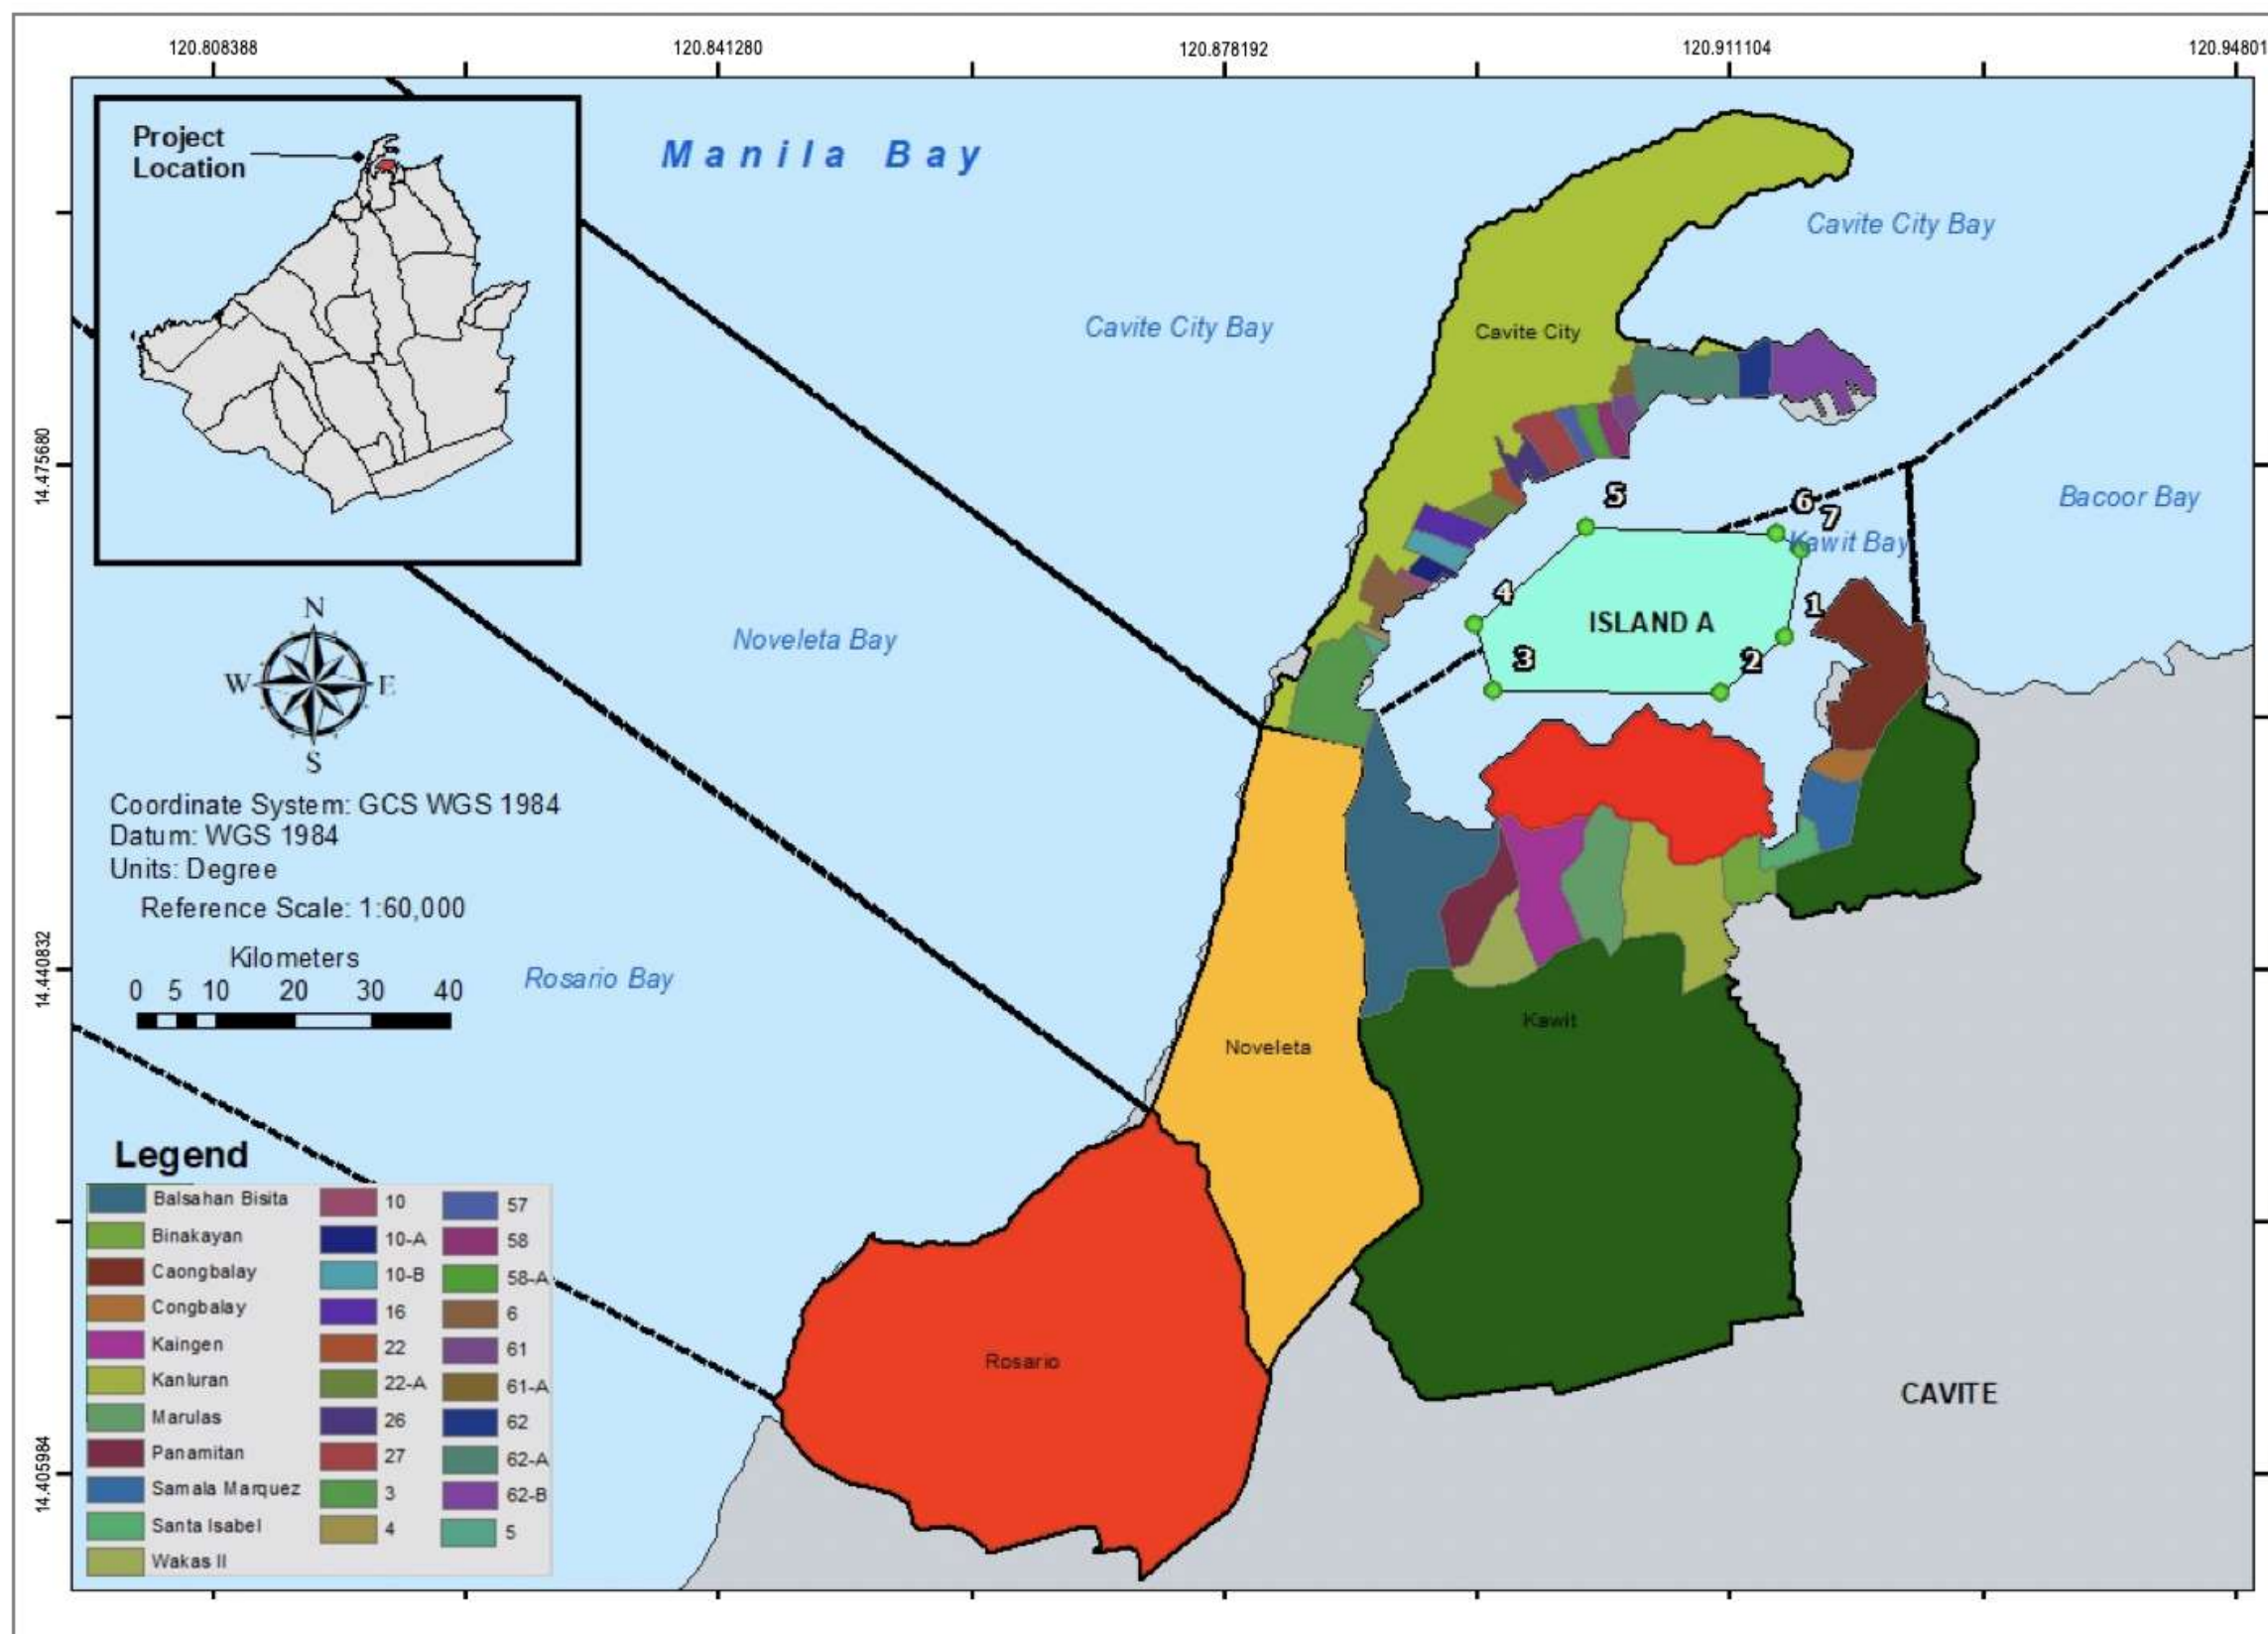 120.808388
120.841280
120.878192
120.911104
120.94801
Project
Location
Manila Bay
Cavite City Bay
Cavite City Bay
Cavite City
14.475680
5
6
7
Bacoor Bay
Kawit Bay
4
1
ISLAND A
N
Noveleta Bay
3
2
W
E
S
Coordinate System: GCS WGS 1984
Datum: WGS 1984
Units: Degree
Reference Scale: 1:60,000
Kilometers
0 5 10 20 30 40
Rosario Bay
14.440832
Kawit
Noveleta
Legend
Balsahan Bisita
Binakayan
Caongbalay
Congbalay
Kaingen
Kanluran
Marulas
Panamitan
Samala Marquez
Santa Isabel
Wakas II
10
10-A
10-B
16
22
22-A
26
27
3
4
57
58
58-A
6
61
61-A
62
62-A
62-B
5
Rosario
CAVITE
14.405984